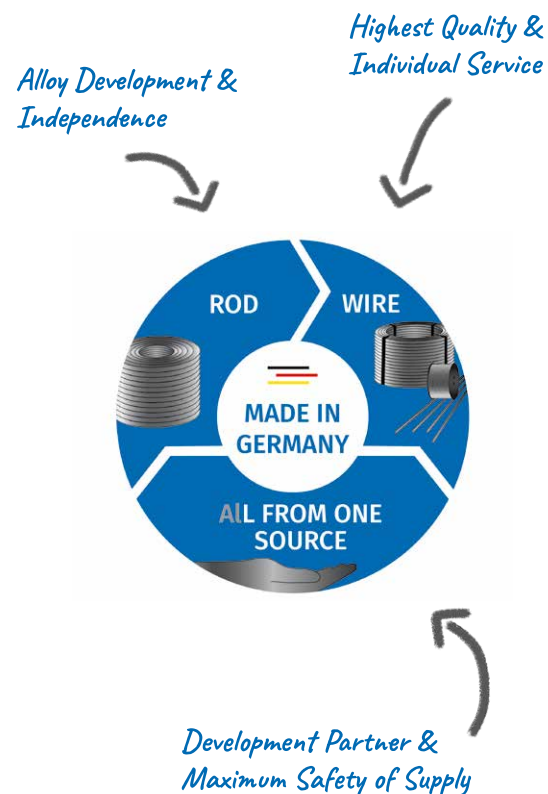 Highest Quality &
Individual Service
Alloy Development &
Independence
ROD
WIRE
MADE IN
GERMANY
AlL FROM ONE
SOURCE
Development Partner &
Maximum Safety of Supply